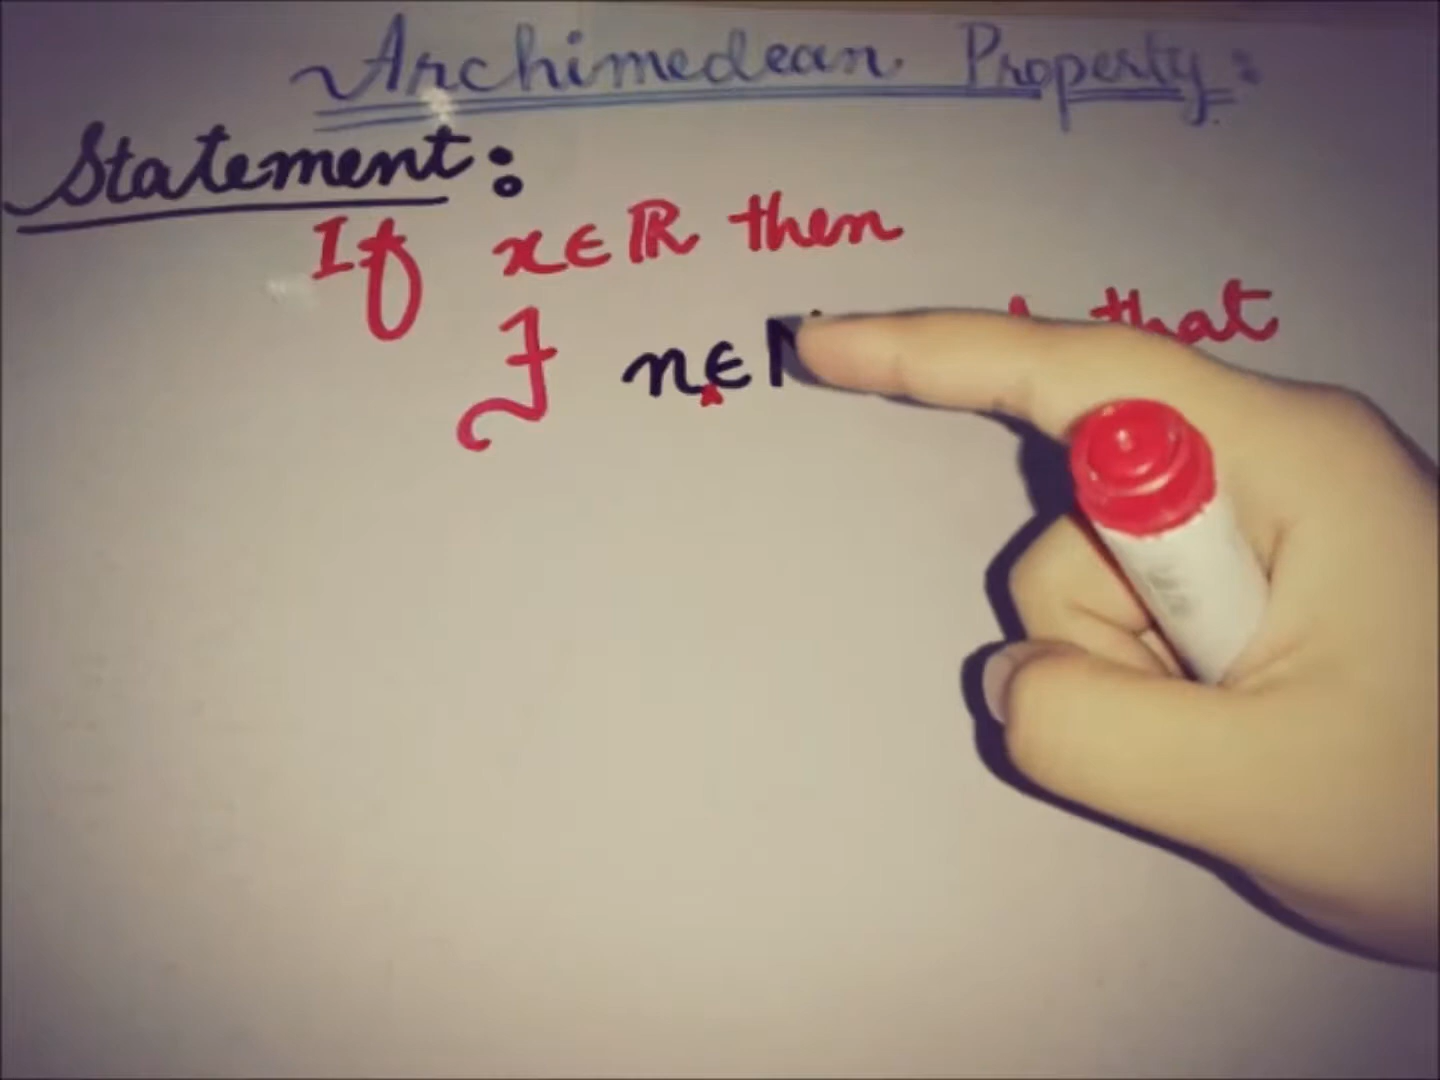 Archimedean Property:
Statement:
If x∈ℝ then
∃ n∈ℕ that